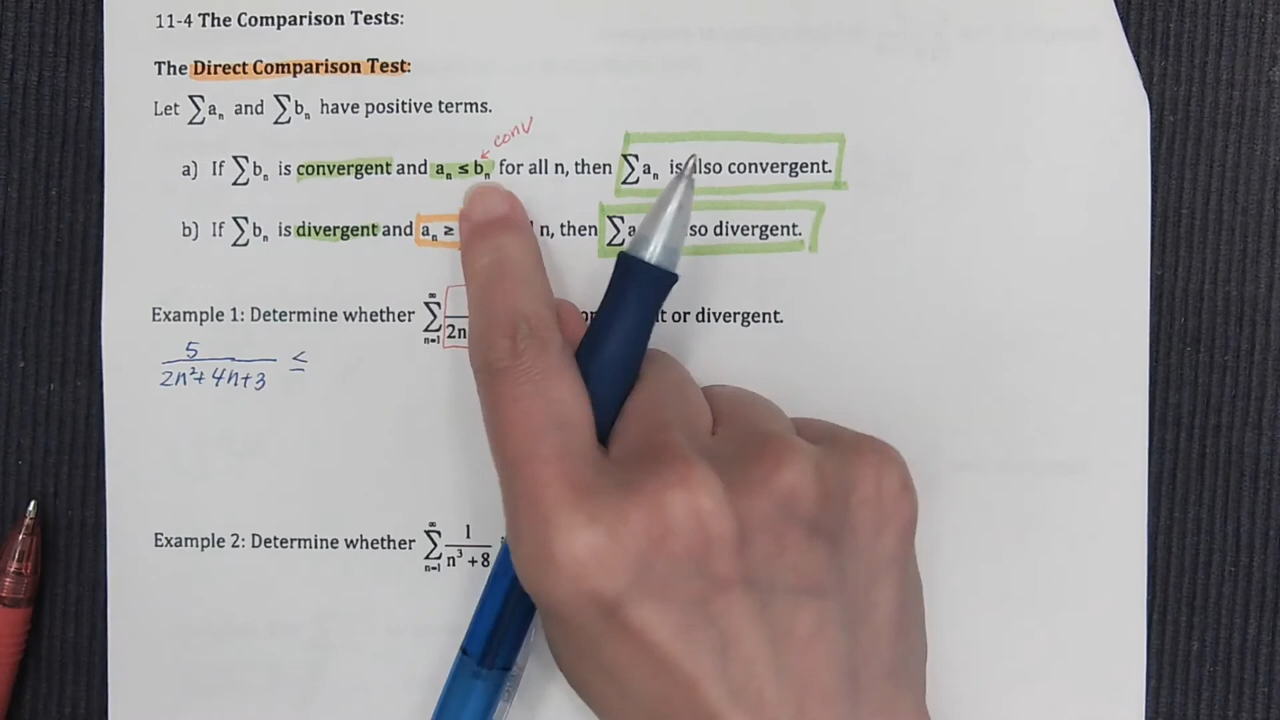 11-4 The Comparison Tests:
The Direct Comparison Test:
Let ∑aₙ and ∑bₙ have positive terms.
conv
a) If ∑bₙ is convergent and aₙ ≤ bₙ for all n, then ∑aₙ is also convergent.
b) If ∑bₙ is divergent and aₙ ≥ n, then ∑a divergent.
Example 1: Determine whether ∞ ∑ n=1 2n or divergent.
5/(2n²+4n+3) ≤
Example 2: Determine whether ∞ ∑ n=1 1/(n³+8)